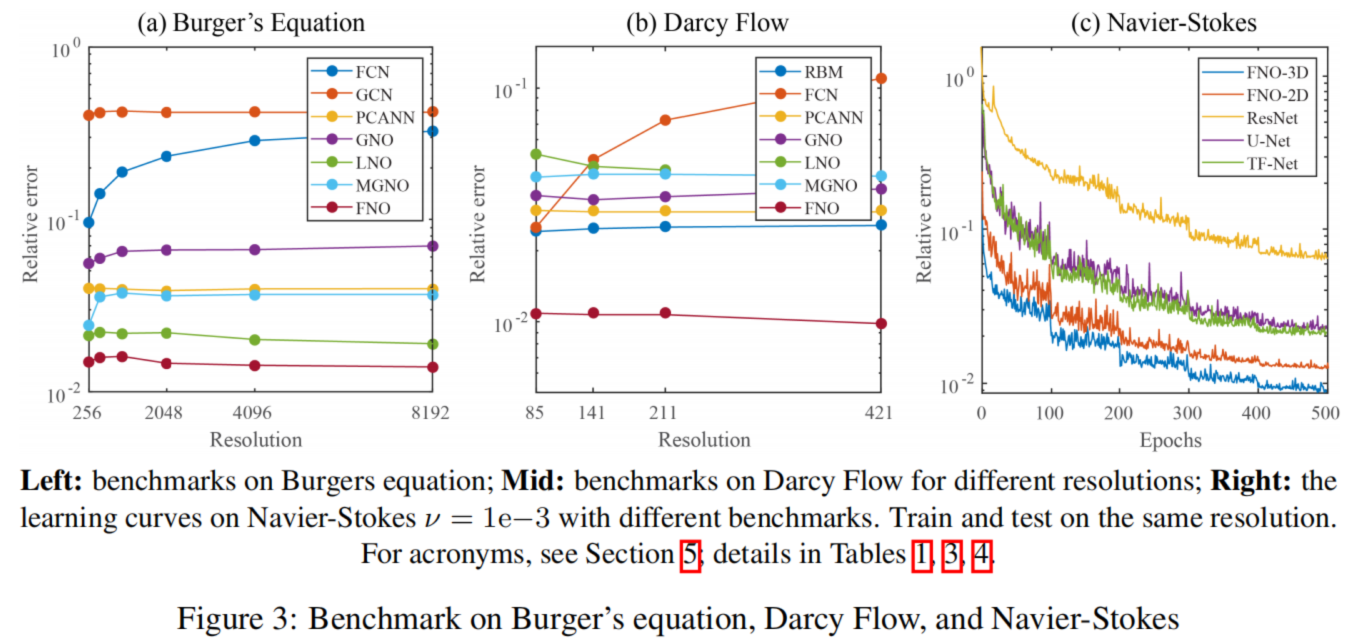 (a) Burger's Equation
10^0
10^-1
10^-2
Relative error
256 2048 4096 8192
Resolution
FCN
GCN
PCANN
GNO
LNO
MGNO
FNO
(b) Darcy Flow
10^-1
10^-2
Relative error
85 141 211 421
Resolution
RBM
FCN
PCANN
GNO
LNO
MGNO
FNO
(c) Navier-Stokes
10^0
10^-1
10^-2
Relative error
0 100 200 300 400 500
Epochs
FNO-3D
FNO-2D
ResNet
U-Net
TF-Net
Left: benchmarks on Burgers equation; Mid: benchmarks on Darcy Flow for different resolutions; Right: the
learning curves on Navier-Stokes ν = 1e−3 with different benchmarks. Train and test on the same resolution.
For acronyms, see Section 5; details in Tables 1, 3, 4.
Figure 3: Benchmark on Burger's equation, Darcy Flow, and Navier-Stokes